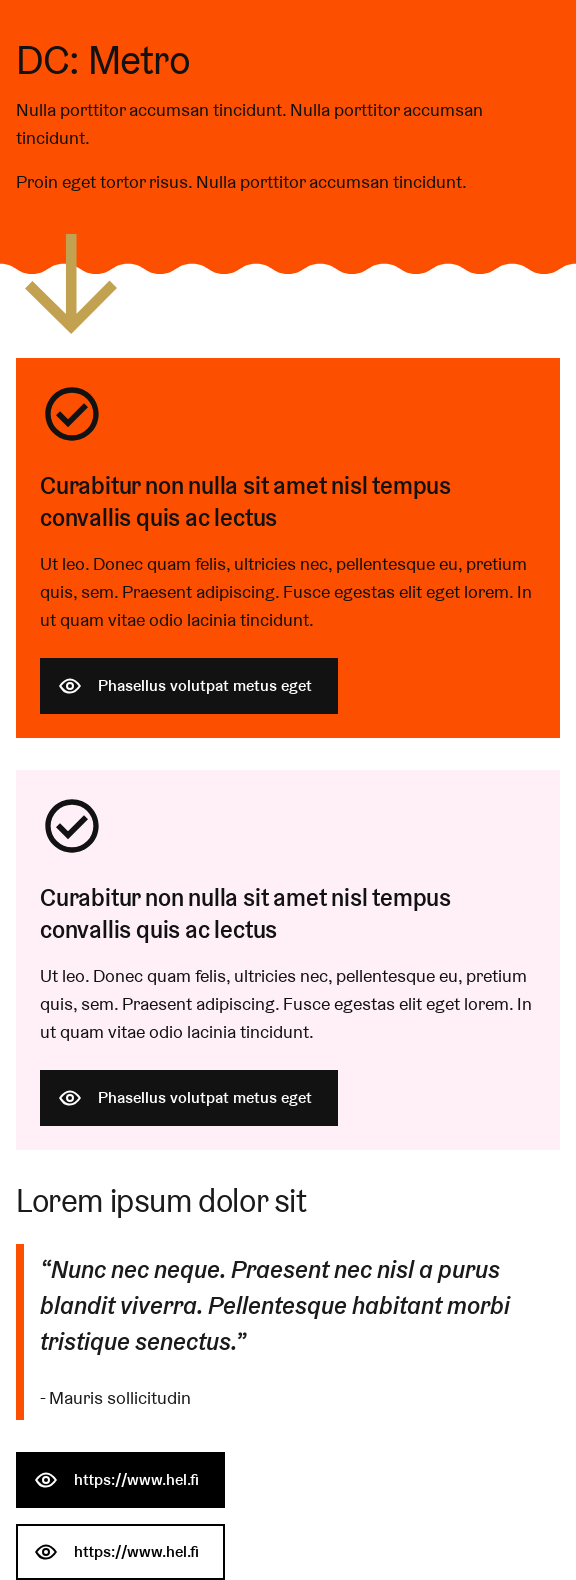 DC: Metro
Nulla porttitor accumsan tincidunt. Nulla porttitor accumsan
tincidunt.
Proin eget tortor risus. Nulla porttitor accumsan tincidunt.
Curabitur non nulla sit amet nisl tempus
convallis quis ac lectus
Ut leo. Donec quam felis, ultricies nec, pellentesque eu, pretium
quis, sem. Praesent adipiscing. Fusce egestas elit eget lorem. In
ut quam vitae odio lacinia tincidunt.
Phasellus volutpat metus eget
Curabitur non nulla sit amet nisl tempus
convallis quis ac lectus
Ut leo. Donec quam felis, ultricies nec, pellentesque eu, pretium
quis, sem. Praesent adipiscing. Fusce egestas elit eget lorem. In
ut quam vitae odio lacinia tincidunt.
Phasellus volutpat metus eget
Lorem ipsum dolor sit
“Nunc nec neque. Praesent nec nisl a purus
blandit viverra. Pellentesque habitant morbi
tristique senectus.”
- Mauris sollicitudin
https://www.hel.fi
https://www.hel.fi